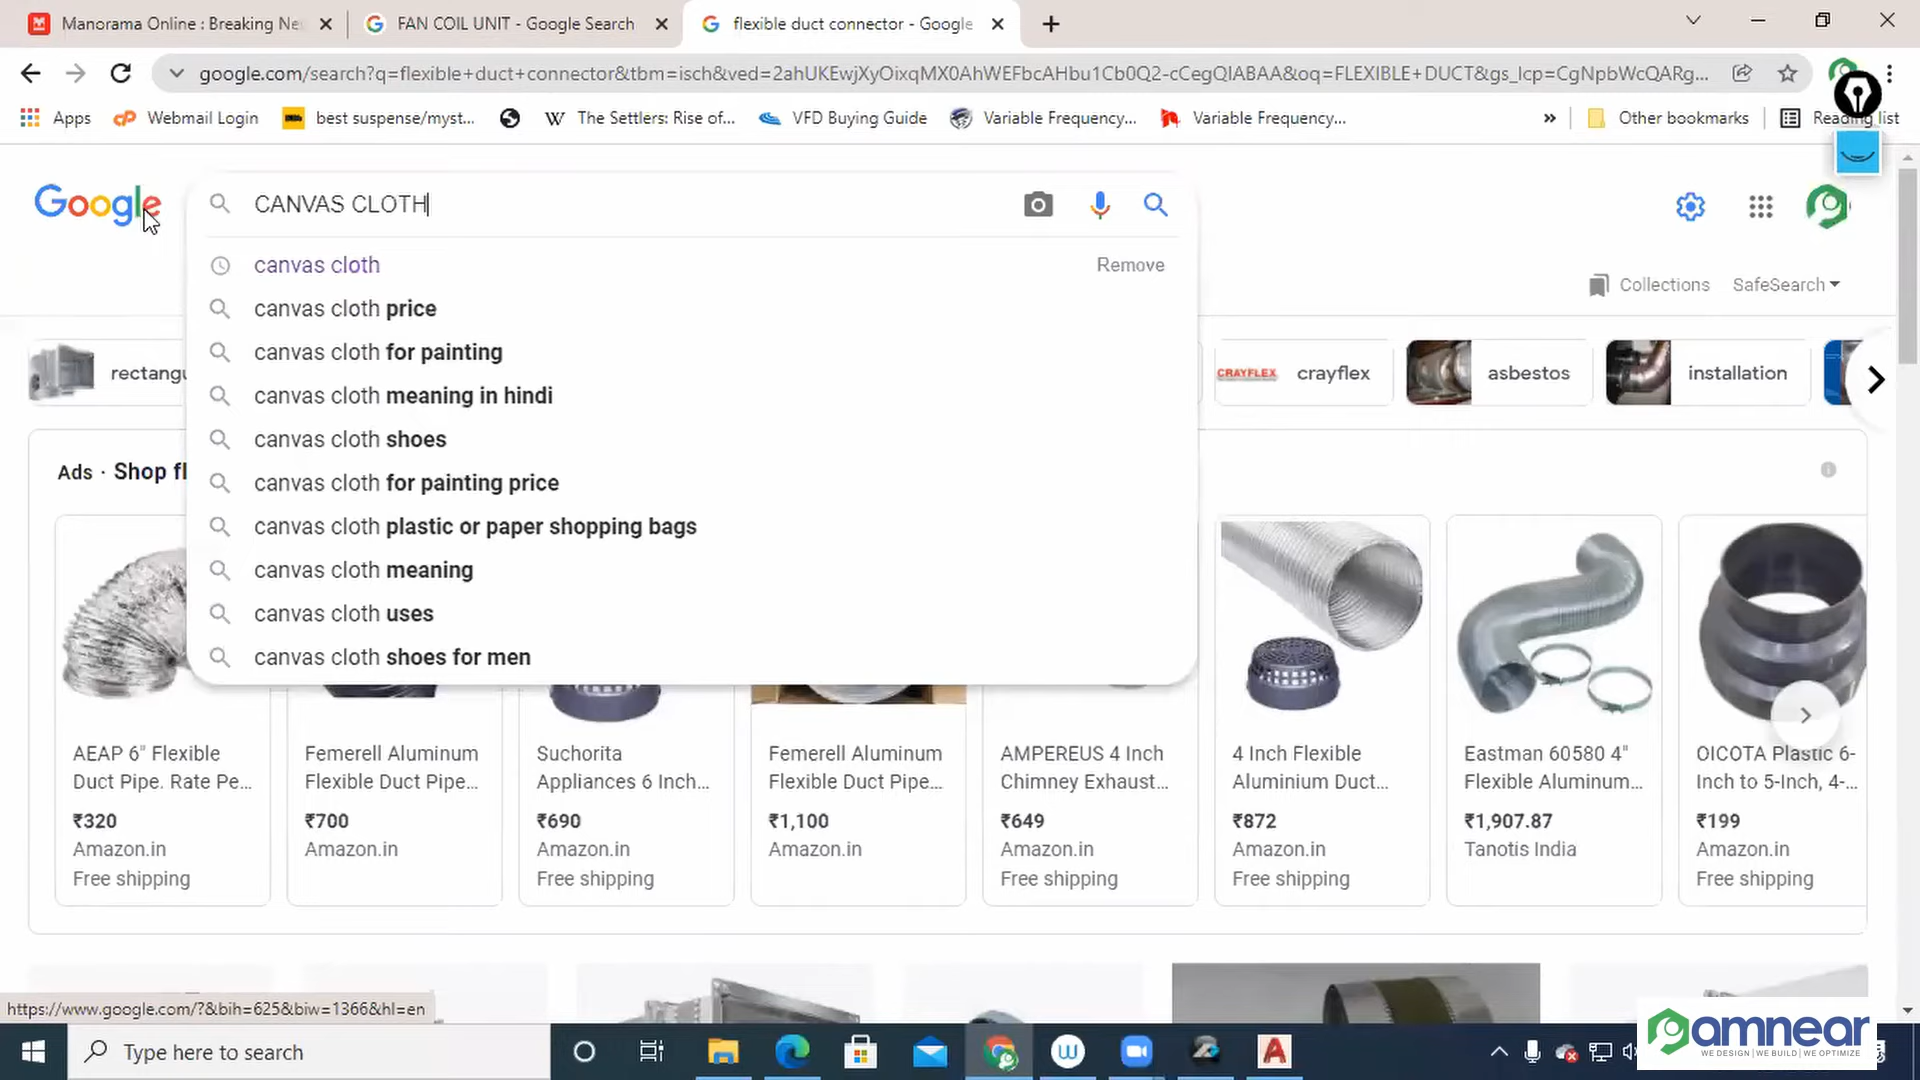 Manorama Online : Breaking Ne
FAN COIL UNIT - Google Search
flexible duct connector - Google
google.com/search?q=flexible+duct+connector&tbm=isch&ved=2ahUKEwjXyOixqMX0AhWEFbcAHbu1Cb0Q2-cCegQIABAA&oq=FLEXIBLE+DUCT&gs_lcp=CgNpbWcQARg...
Apps
Webmail Login
best suspense/myst...
The Settlers: Rise of...
VFD Buying Guide
Variable Frequency...
Variable Frequency...
»
Other bookmarks
Reading list
Google
CANVAS CLOTH
canvas cloth
Remove
canvas cloth price
canvas cloth for painting
canvas cloth meaning in hindi
canvas cloth shoes
canvas cloth for painting price
canvas cloth plastic or paper shopping bags
canvas cloth meaning
canvas cloth uses
canvas cloth shoes for men
Collections
SafeSearch
rectangu
CRAYFLEX
crayflex
asbestos
installation
Ads · Shop fl
AEAP 6" Flexible
Duct Pipe. Rate Pe...
₹320
Amazon.in
Free shipping
Femerell Aluminum
Flexible Duct Pipe...
₹700
Amazon.in
Suchorita
Appliances 6 Inch...
₹690
Amazon.in
Free shipping
Femerell Aluminum
Flexible Duct Pipe...
₹1,100
Amazon.in
AMPEREUS 4 Inch
Chimney Exhaust...
₹649
Amazon.in
Free shipping
4 Inch Flexible
Aluminium Duct...
₹872
Amazon.in
Free shipping
Eastman 60580 4"
Flexible Aluminum...
₹1,907.87
Tanotis India
OICOTA Plastic 6-
Inch to 5-Inch, 4-...
₹199
Amazon.in
Free shipping
https://www.google.com/?&bih=625&biw=1366&hl=en
Type here to search
amnear
WE DESIGN | WE BUILD | WE OPTIMIZE